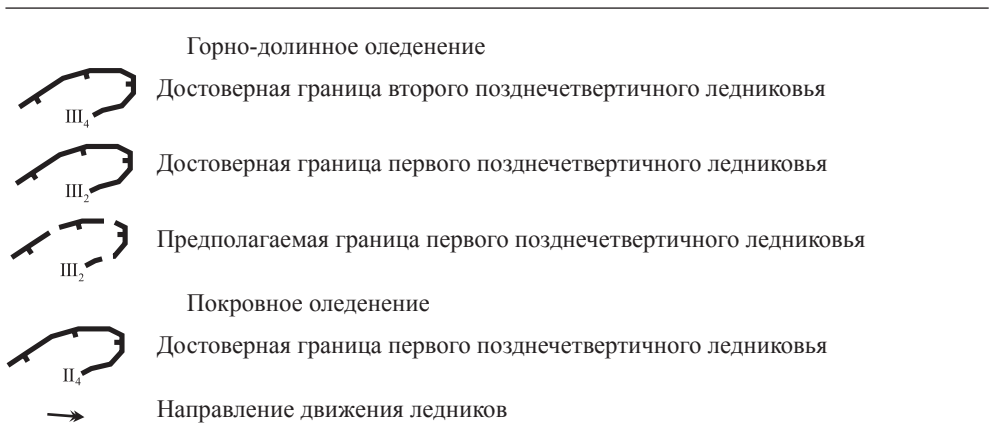 Горно-долинное оледенение
Достоверная граница второго позднечетвертичного ледниковья
III₄
Достоверная граница первого позднечетвертичного ледниковья
III₂
Предполагаемая граница первого позднечетвертичного ледниковья
III₂
Покровное оледенение
Достоверная граница первого позднечетвертичного ледниковья
II₄
Направление движения ледников